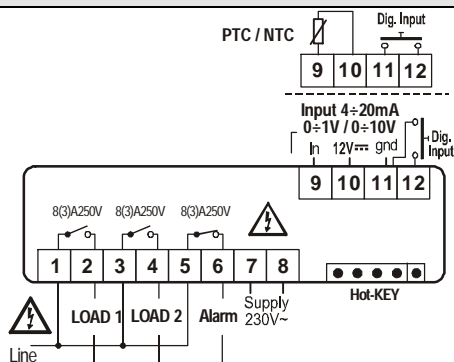 PTC / NTC
Dig. Input
9 10 11 12
Input 4÷20mA
0÷1V / 0÷10V
In 12V gnd
Dig.
Input
9 10 11 12
8(3)A250V 8(3)A250V 8(3)A250V
1 2 3 4 5 6 7 8
Hot-KEY
LOAD 1 LOAD 2 Alarm Supply
230V~
Line